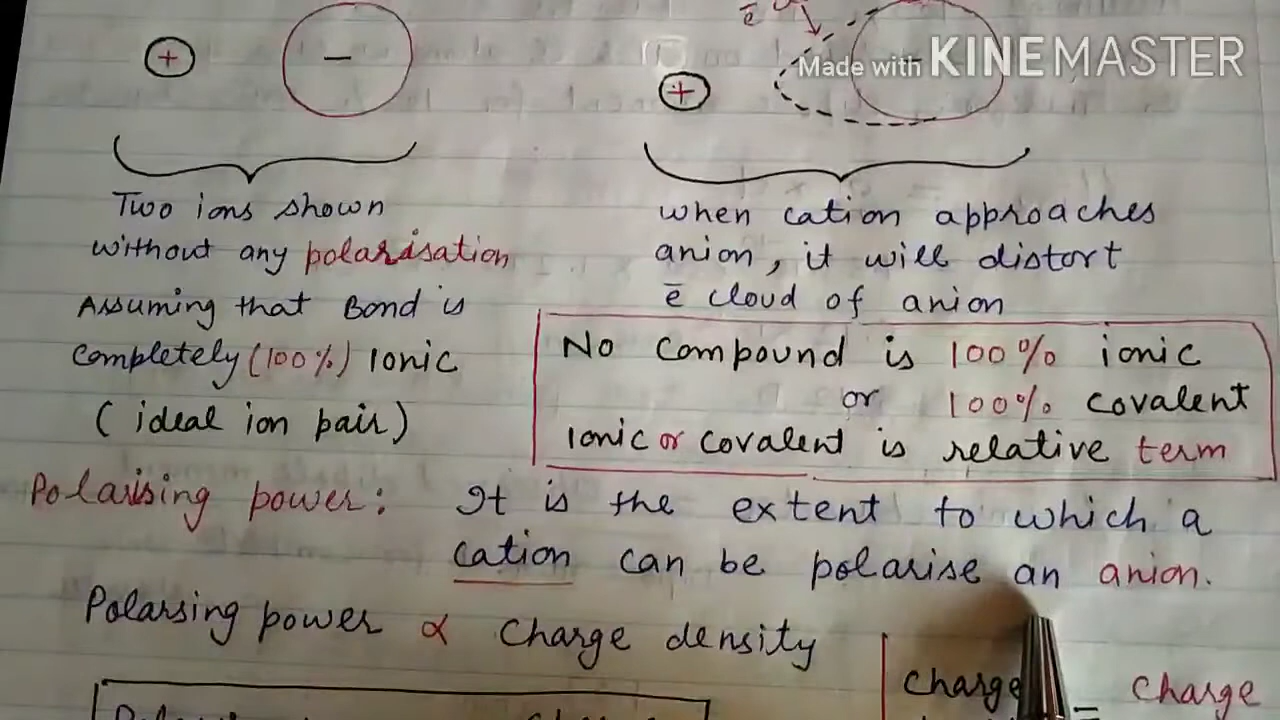 ē
Made with KINEMASTER
+
−
+
Two ions shown
without any polarisation
Assuming that Bond is
completely (100%) Ionic
(ideal ion pair)
when cation approaches
anion, it will distort
ē cloud of anion
No compound is 100% ionic
or 100% covalent
Ionic or covalent is relative term
Polarising power: It is the extent to which a
cation can be polarise an anion.
Polarsing power ∝ Charge density
Charge
= Charge